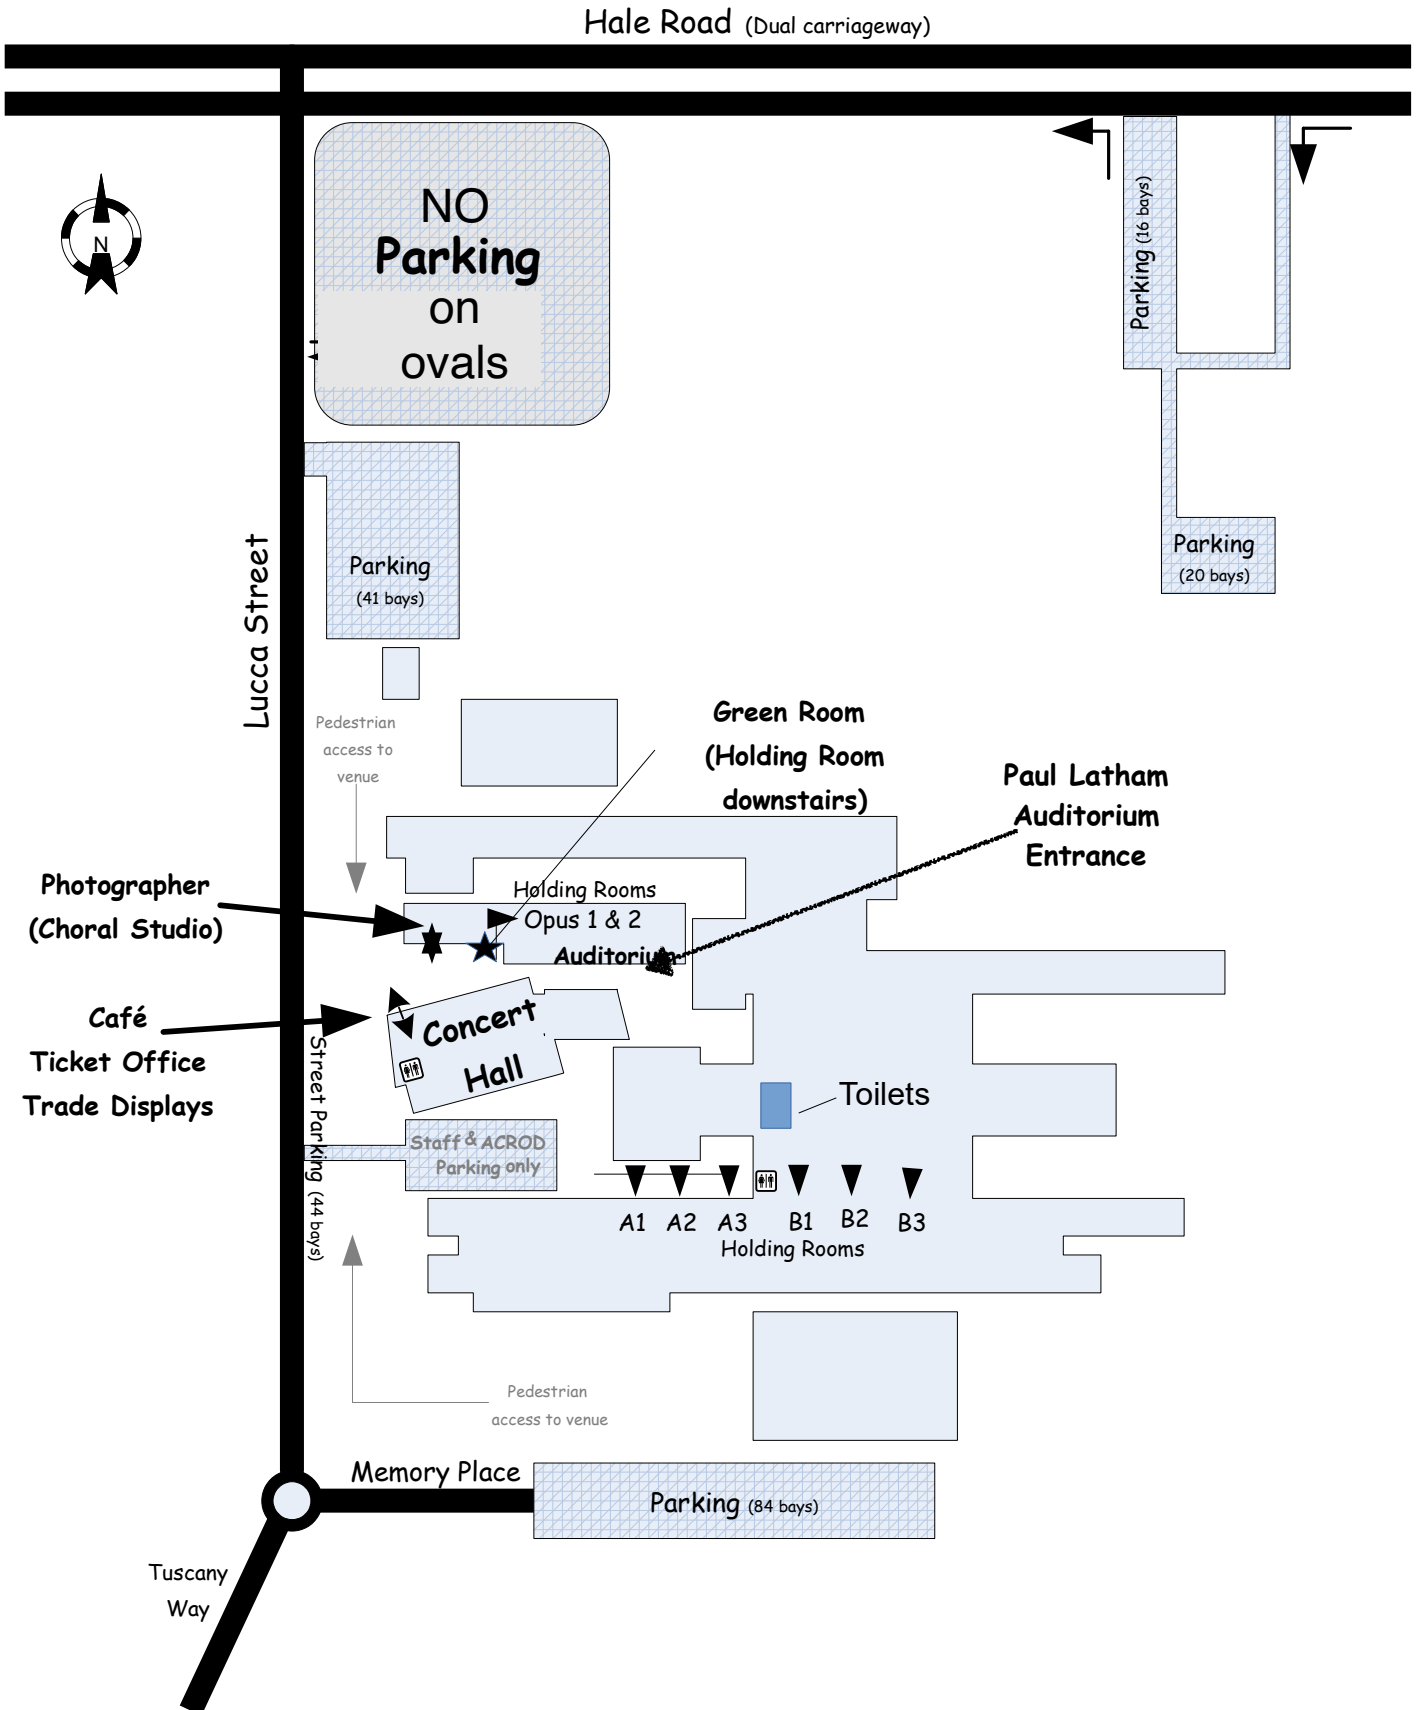 Hale Road (Dual carriageway)
N
NO
Parking
on
ovals
Parking (16 bays)
Parking
(41 bays)
Parking
(20 bays)
Lucca Street
Pedestrian
access to
venue
Green Room
(Holding Room
downstairs)
Paul Latham
Auditorium
Entrance
Photographer
(Choral Studio)
Holding Rooms
Opus 1 & 2
Auditorium
Café
Ticket Office
Trade Displays
Concert
Hall
Street Parking (44 bays)
Toilets
Staff & ACROD
Parking only
A1 A2 A3 B1 B2 B3
Holding Rooms
Pedestrian
access to venue
Memory Place
Parking (84 bays)
Tuscany
Way